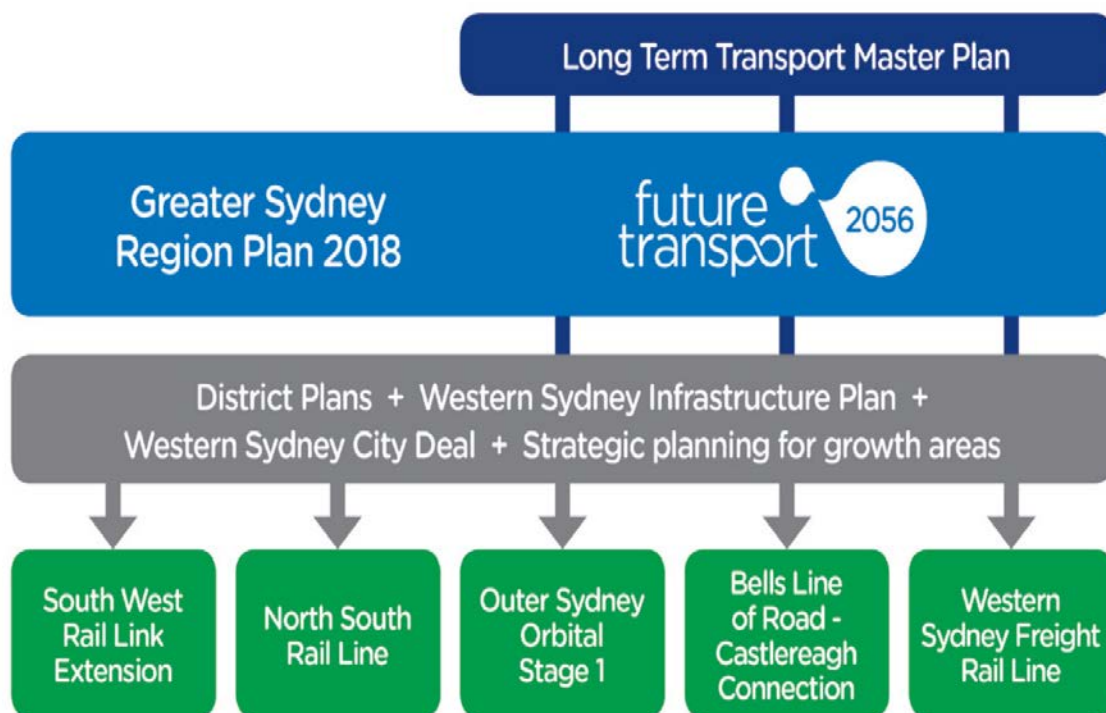 Long Term Transport Master Plan
Greater Sydney
Region Plan 2018
future
transport
2056
District Plans + Western Sydney Infrastructure Plan +
Western Sydney City Deal + Strategic planning for growth areas
South West
Rail Link
Extension
North South
Rail Line
Outer Sydney
Orbital
Stage 1
Bells Line
of Road -
Castlereagh
Connection
Western
Sydney Freight
Rail Line